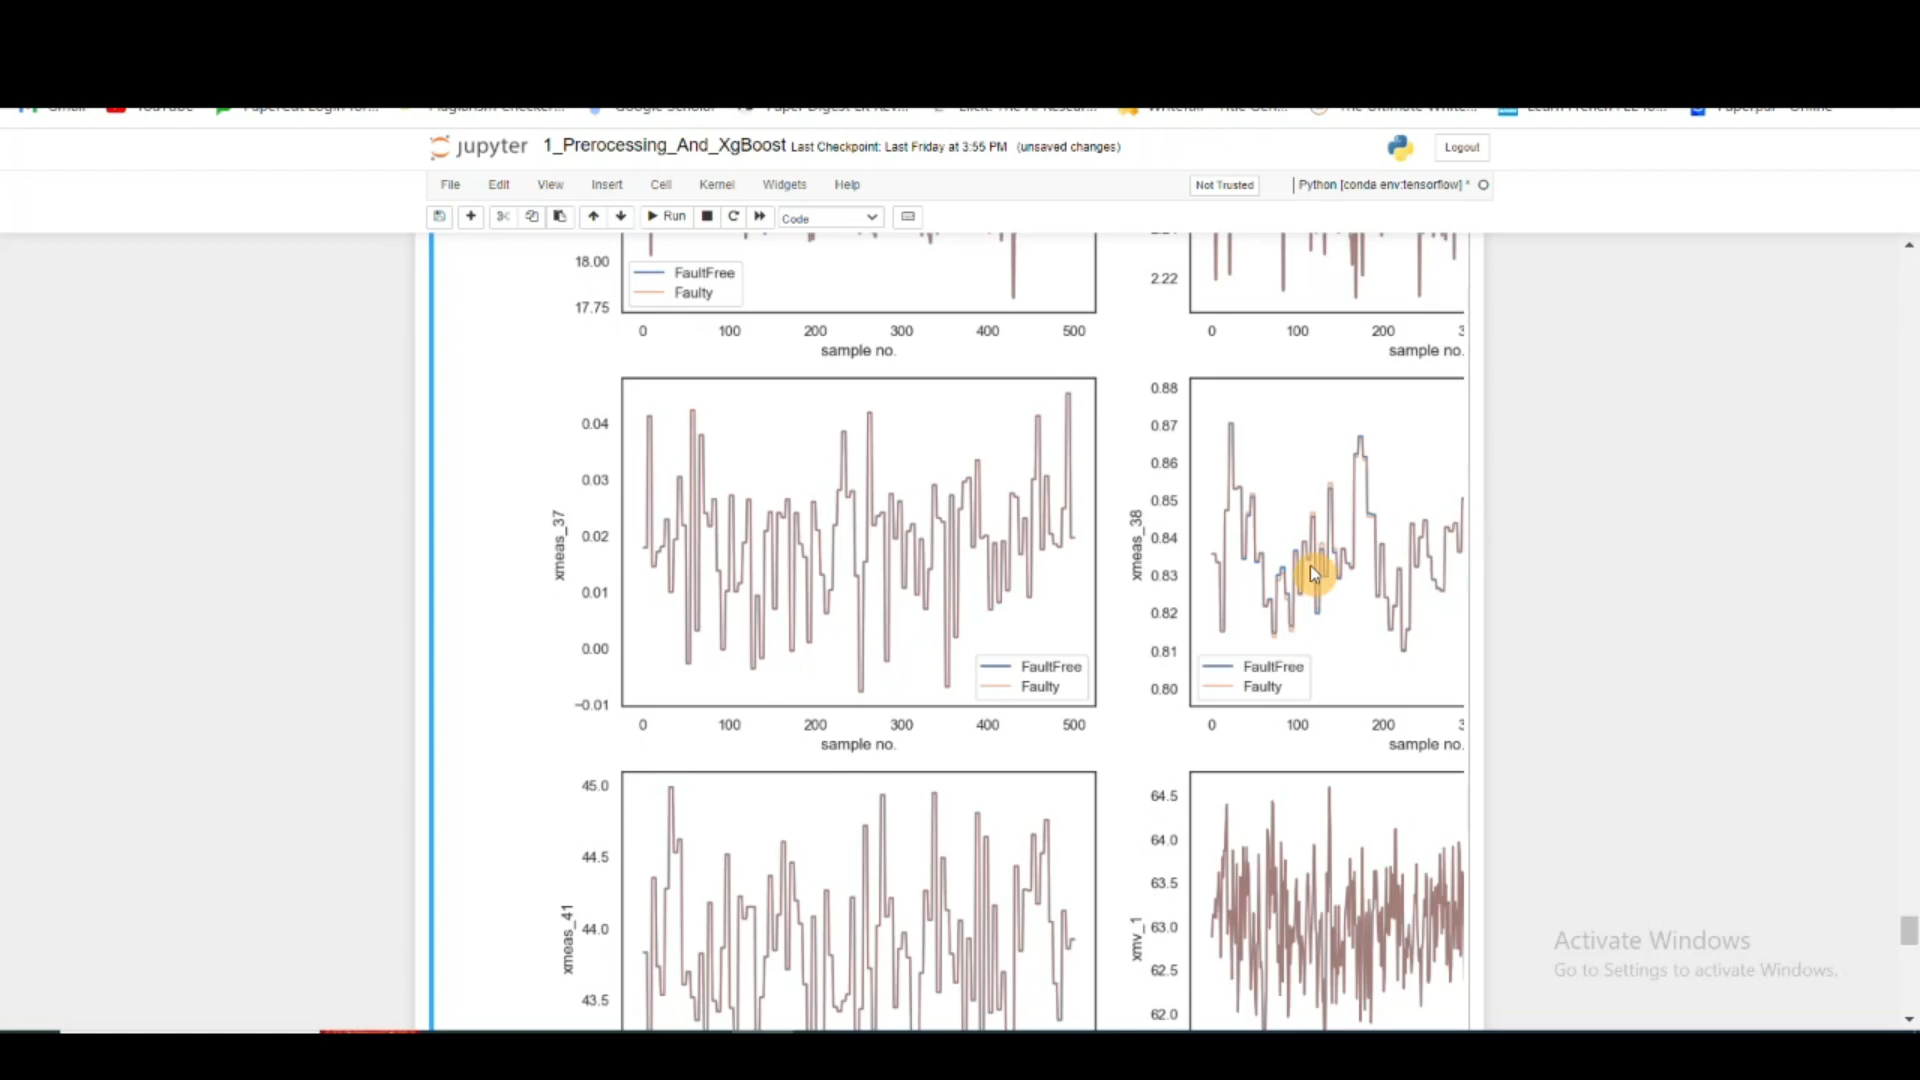 jupyter 1_Prerocessing_And_XgBoost Last Checkpoint: Last Friday at 3:55 PM (unsaved changes)
Logout
File Edit View Insert Cell Kernel Widgets Help
Not Trusted
Python [conda env:tensorflow] *
Run
Code
18.00
17.75
FaultFree
Faulty
0 100 200 300 400 500
sample no.
2.22
0 100 200 3
sample no.
0.04
0.03
0.02
0.01
0.00
−0.01
xmeas_37
FaultFree
Faulty
0 100 200 300 400 500
sample no.
0.88
0.87
0.86
0.85
0.84
0.83
0.82
0.81
0.80
xmeas_38
FaultFree
Faulty
0 100 200 3
sample no.
45.0
44.5
44.0
43.5
xmeas_41
64.5
64.0
63.5
63.0
62.5
62.0
xmv_1
Activate Windows
Go to Settings to activate Windows.